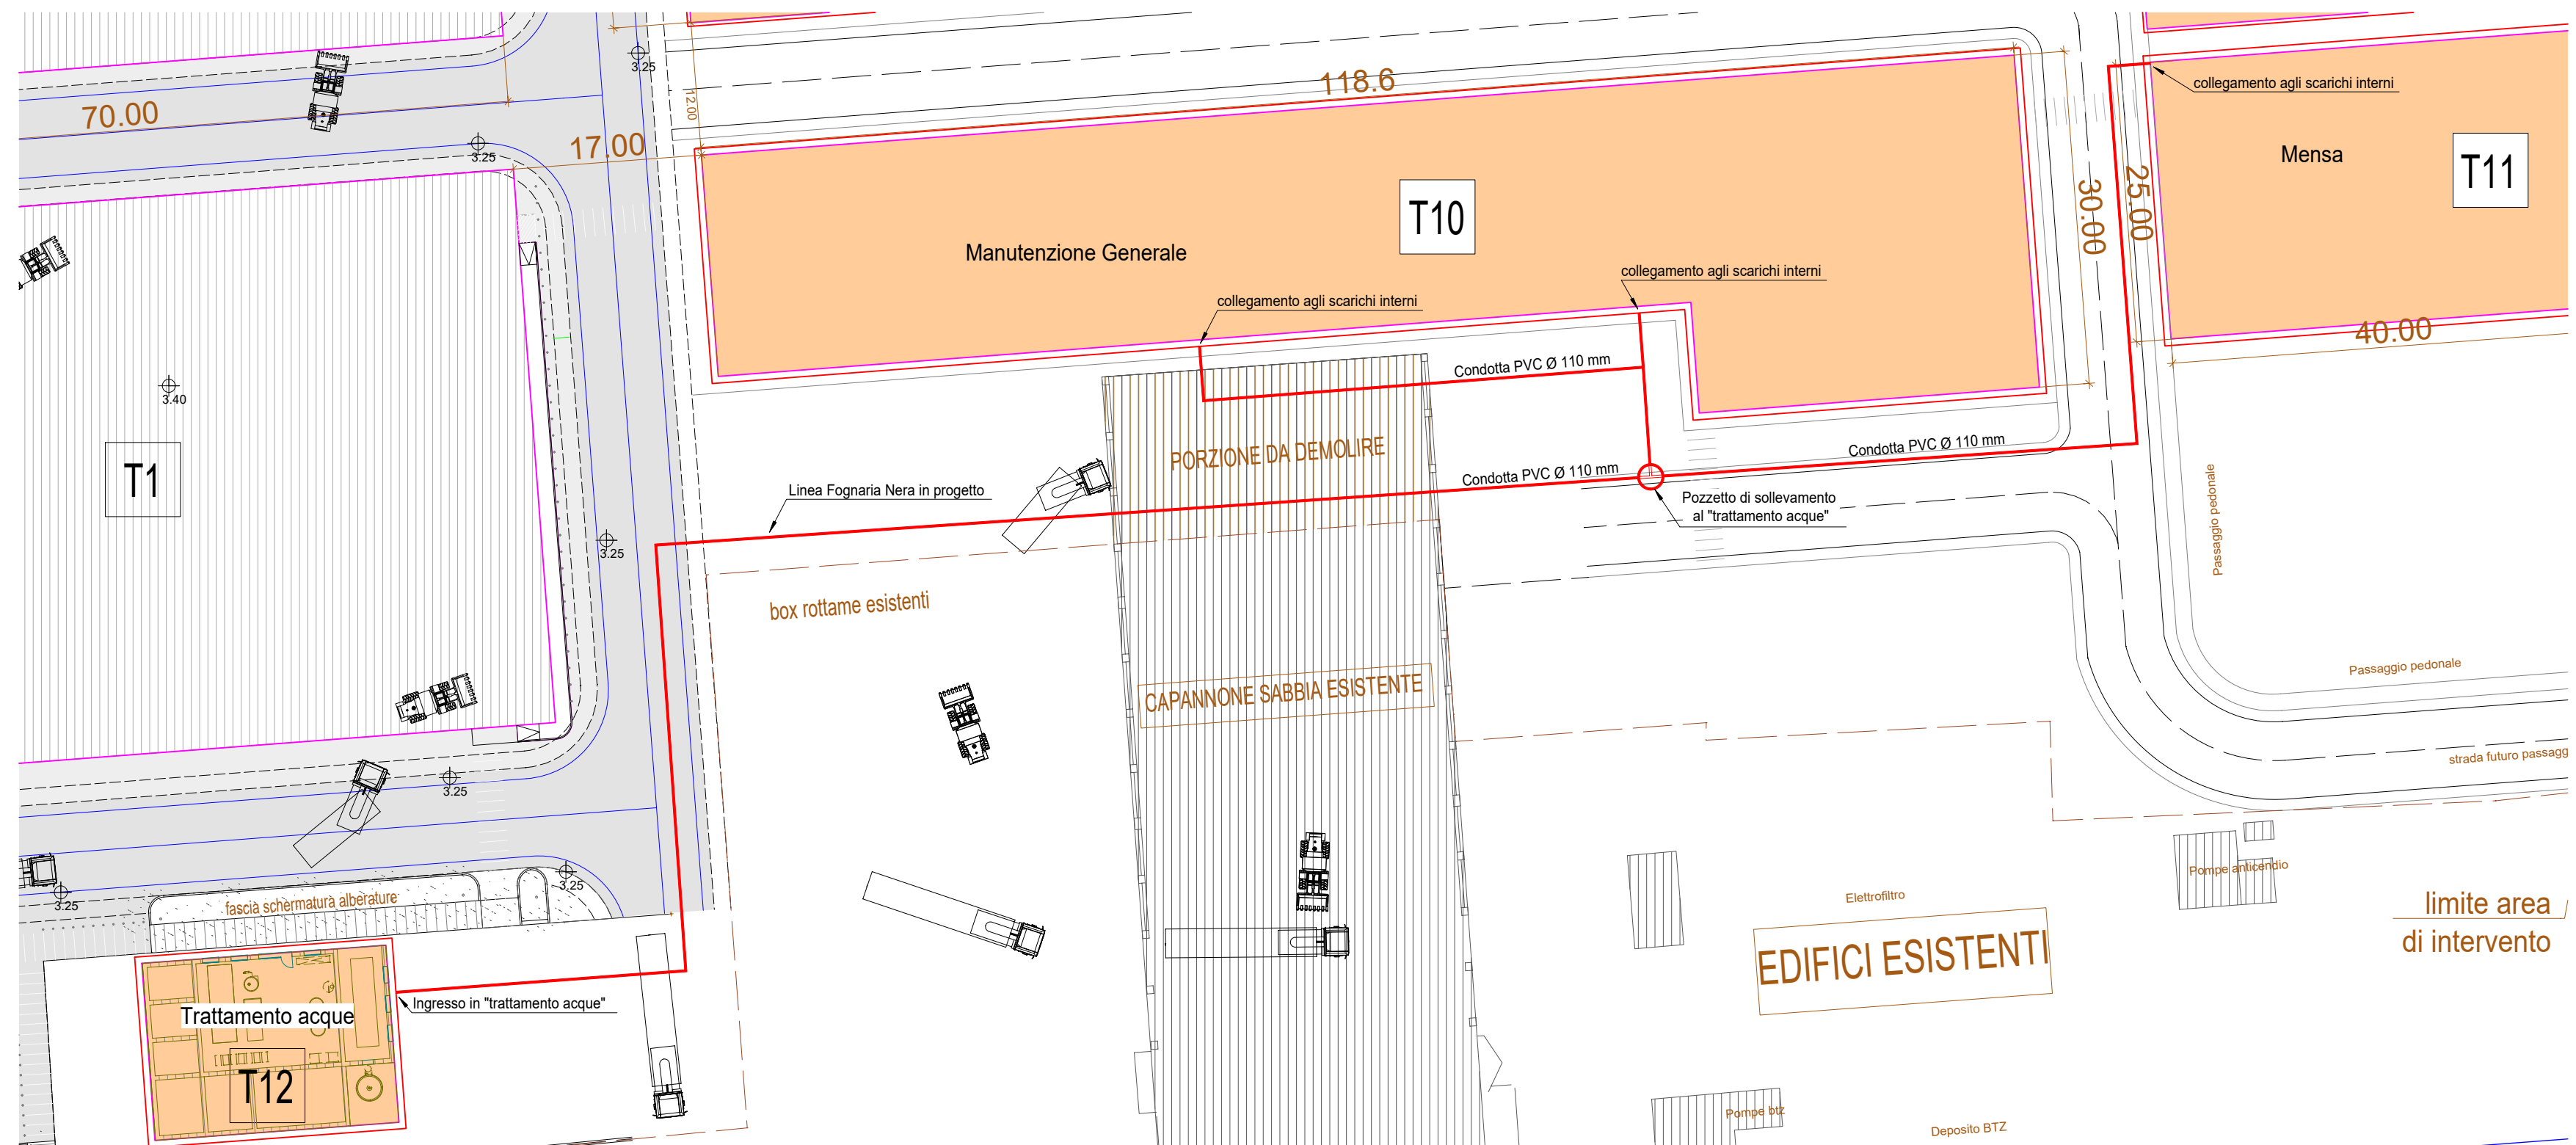 3.25
118.6
70.00
12.00
collegamento agli scarichi interni
17.00
3.25
Mensa
T11
T10
25.00
30.00
Manutenzione Generale
collegamento agli scarichi interni
collegamento agli scarichi interni
40.00
3.40
Condotta PVC Ø 110 mm
PORZIONE DA DEMOLIRE
Condotta PVC Ø 110 mm
T1
Condotta PVC Ø 110 mm
Linea Fognaria Nera in progetto
Pozzetto di sollevamento
al "trattamento acque"
Passaggio pedonale
3.25
box rottame esistenti
CAPANNONE SABBIA ESISTENTE
Passaggio pedonale
strada futuro passagg
3.25
Pompe anticendio
3.25
3.25
fascia schermatura alberature
Elettrofiltro
limite area
di intervento
EDIFICI ESISTENTI
Ingresso in "trattamento acque"
Trattamento acque
T12
Pompe btz
Deposito BTZ